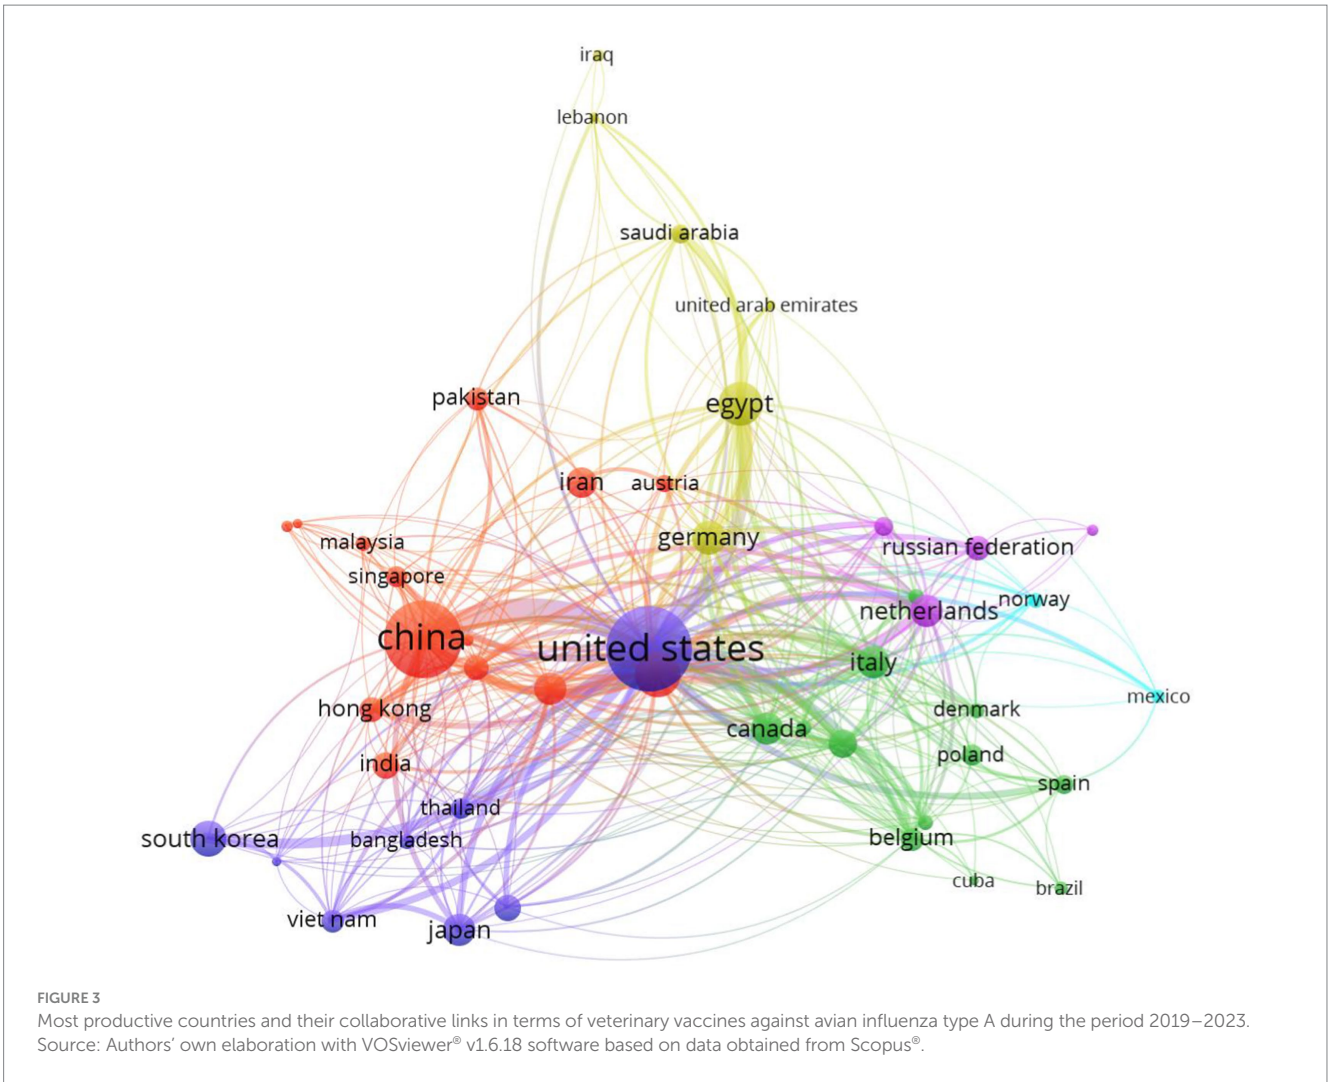 iraq
lebanon
saudi arabia
united arab emirates
pakistan
egypt
iran
austria
germany
malaysia
russian federation
singapore
norway
netherlands
china
united states
italy
mexico
hong kong
denmark
canada
poland
india
spain
thailand
south korea
bangladesh
belgium
cuba
brazil
viet nam
japan
FIGURE 3
Most productive countries and their collaborative links in terms of veterinary vaccines against avian influenza type A during the period 2019–2023.
Source: Authors’ own elaboration with VOSviewer® v1.6.18 software based on data obtained from Scopus®.